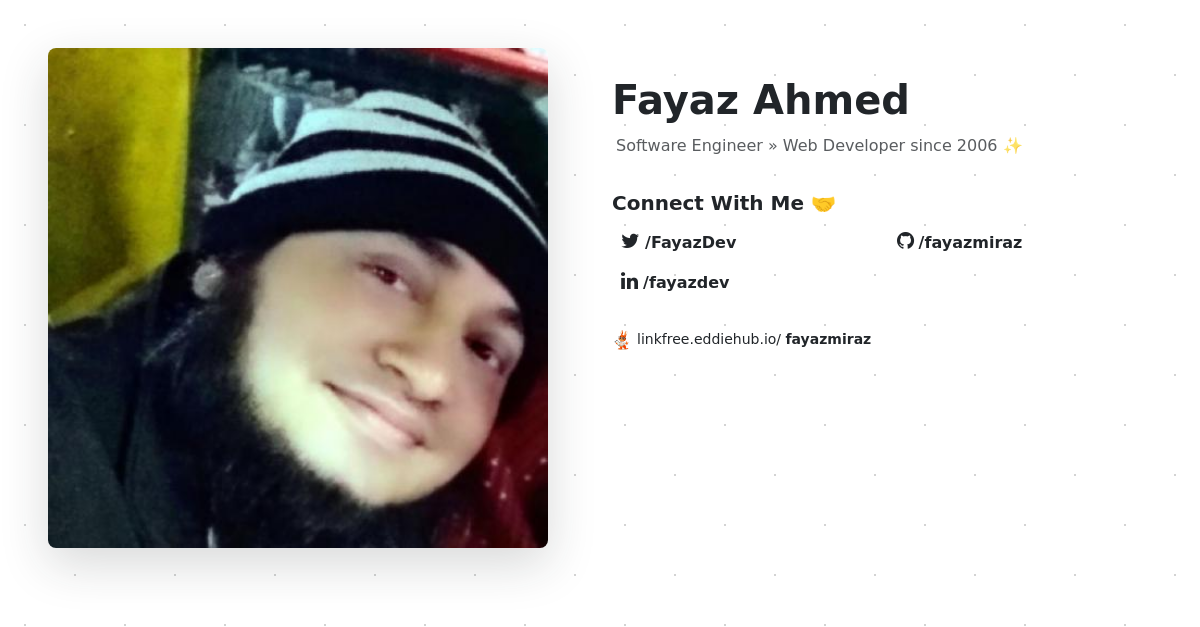 Fayaz Ahmed
Software Engineer » Web Developer since 2006 ✨
Connect With Me 🤝
/FayazDev
/fayazmiraz
/fayazdev
linkfree.eddiehub.io/ fayazmiraz